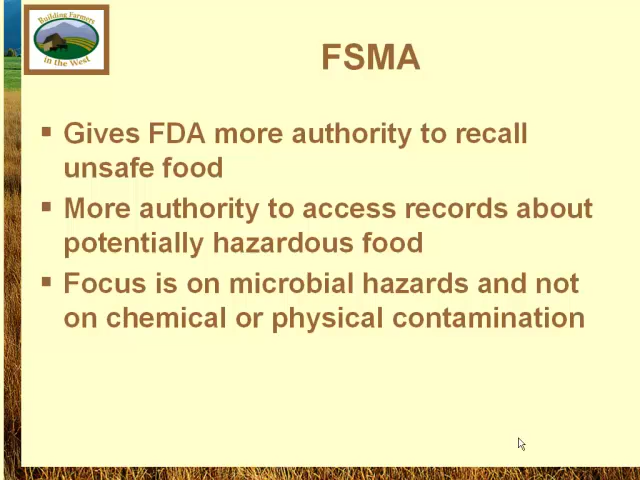 Building Farmers
in the West
FSMA
Gives FDA more authority to recall
unsafe food
More authority to access records about
potentially hazardous food
Focus is on microbial hazards and not
on chemical or physical contamination